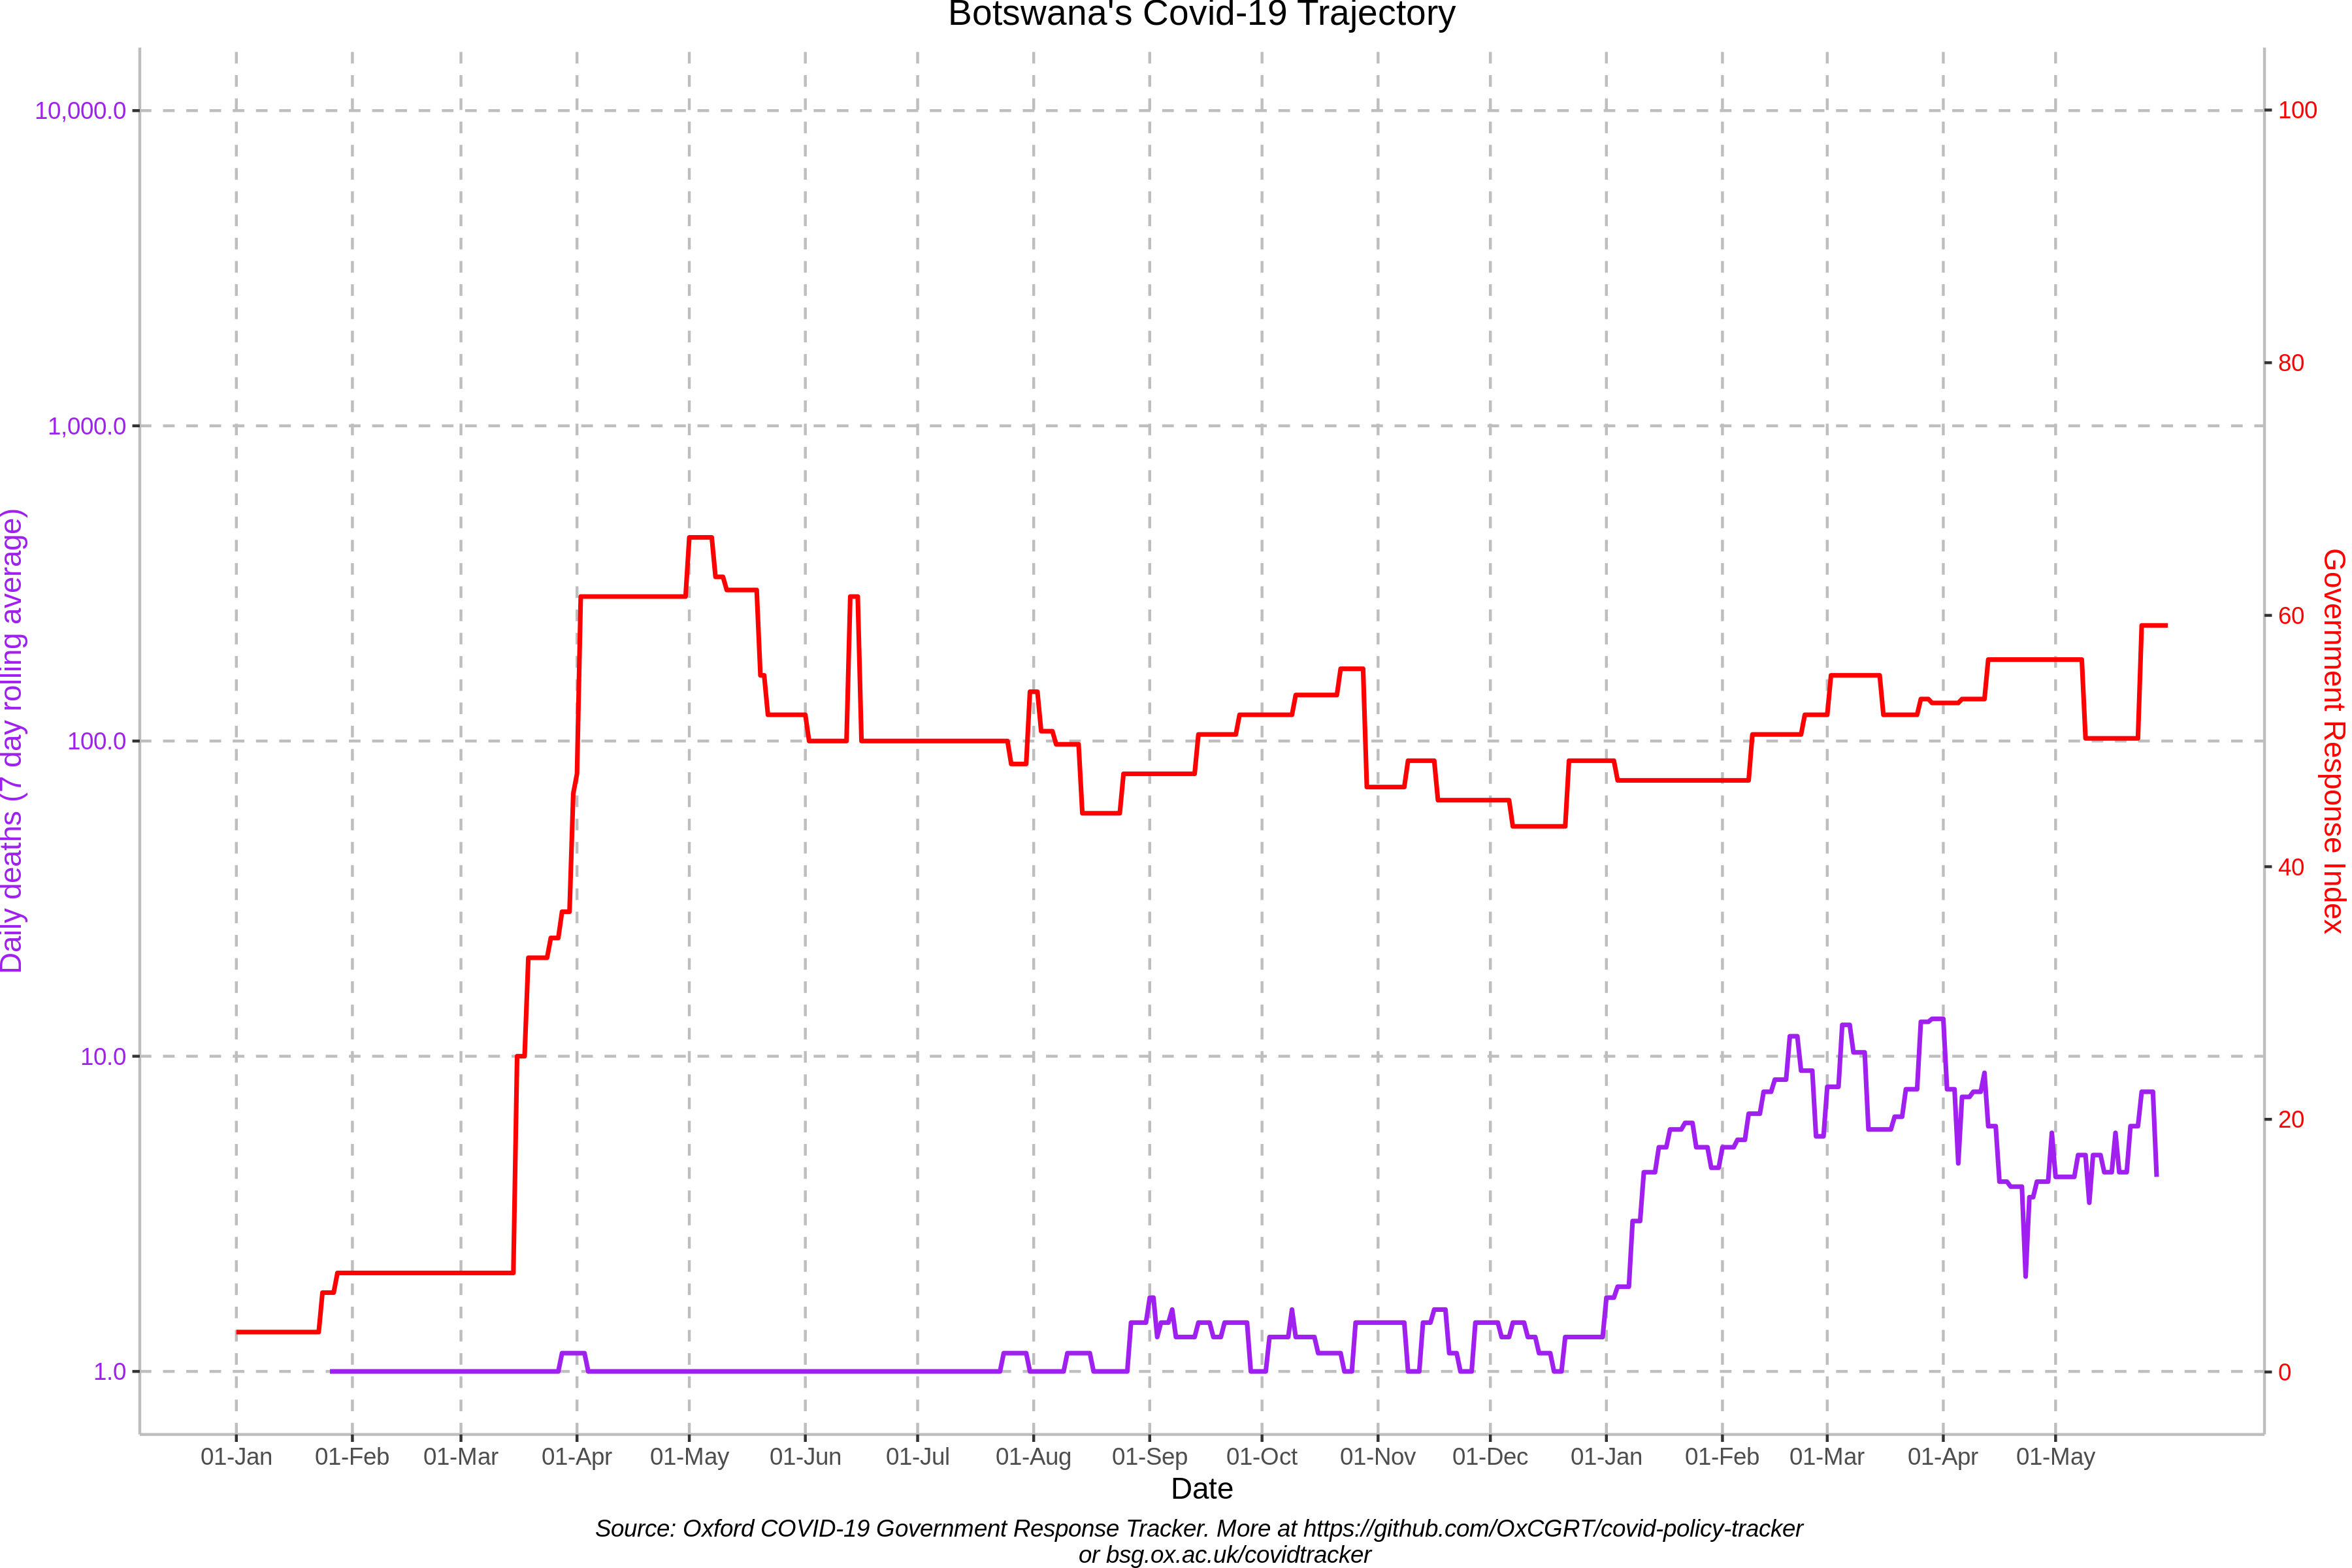 Botswana's Covid-19 Trajectory
10,000.0
1,000.0
100.0
10.0
1.0
Daily deaths (7 day rolling average)
100
80
60
40
20
0
Government Response Index
01-Jan 01-Feb 01-Mar 01-Apr 01-May 01-Jun 01-Jul 01-Aug 01-Sep 01-Oct 01-Nov 01-Dec 01-Jan 01-Feb 01-Mar 01-Apr 01-May
Date
Source: Oxford COVID-19 Government Response Tracker. More at https://github.com/OxCGRT/covid-policy-tracker
or bsg.ox.ac.uk/covidtracker